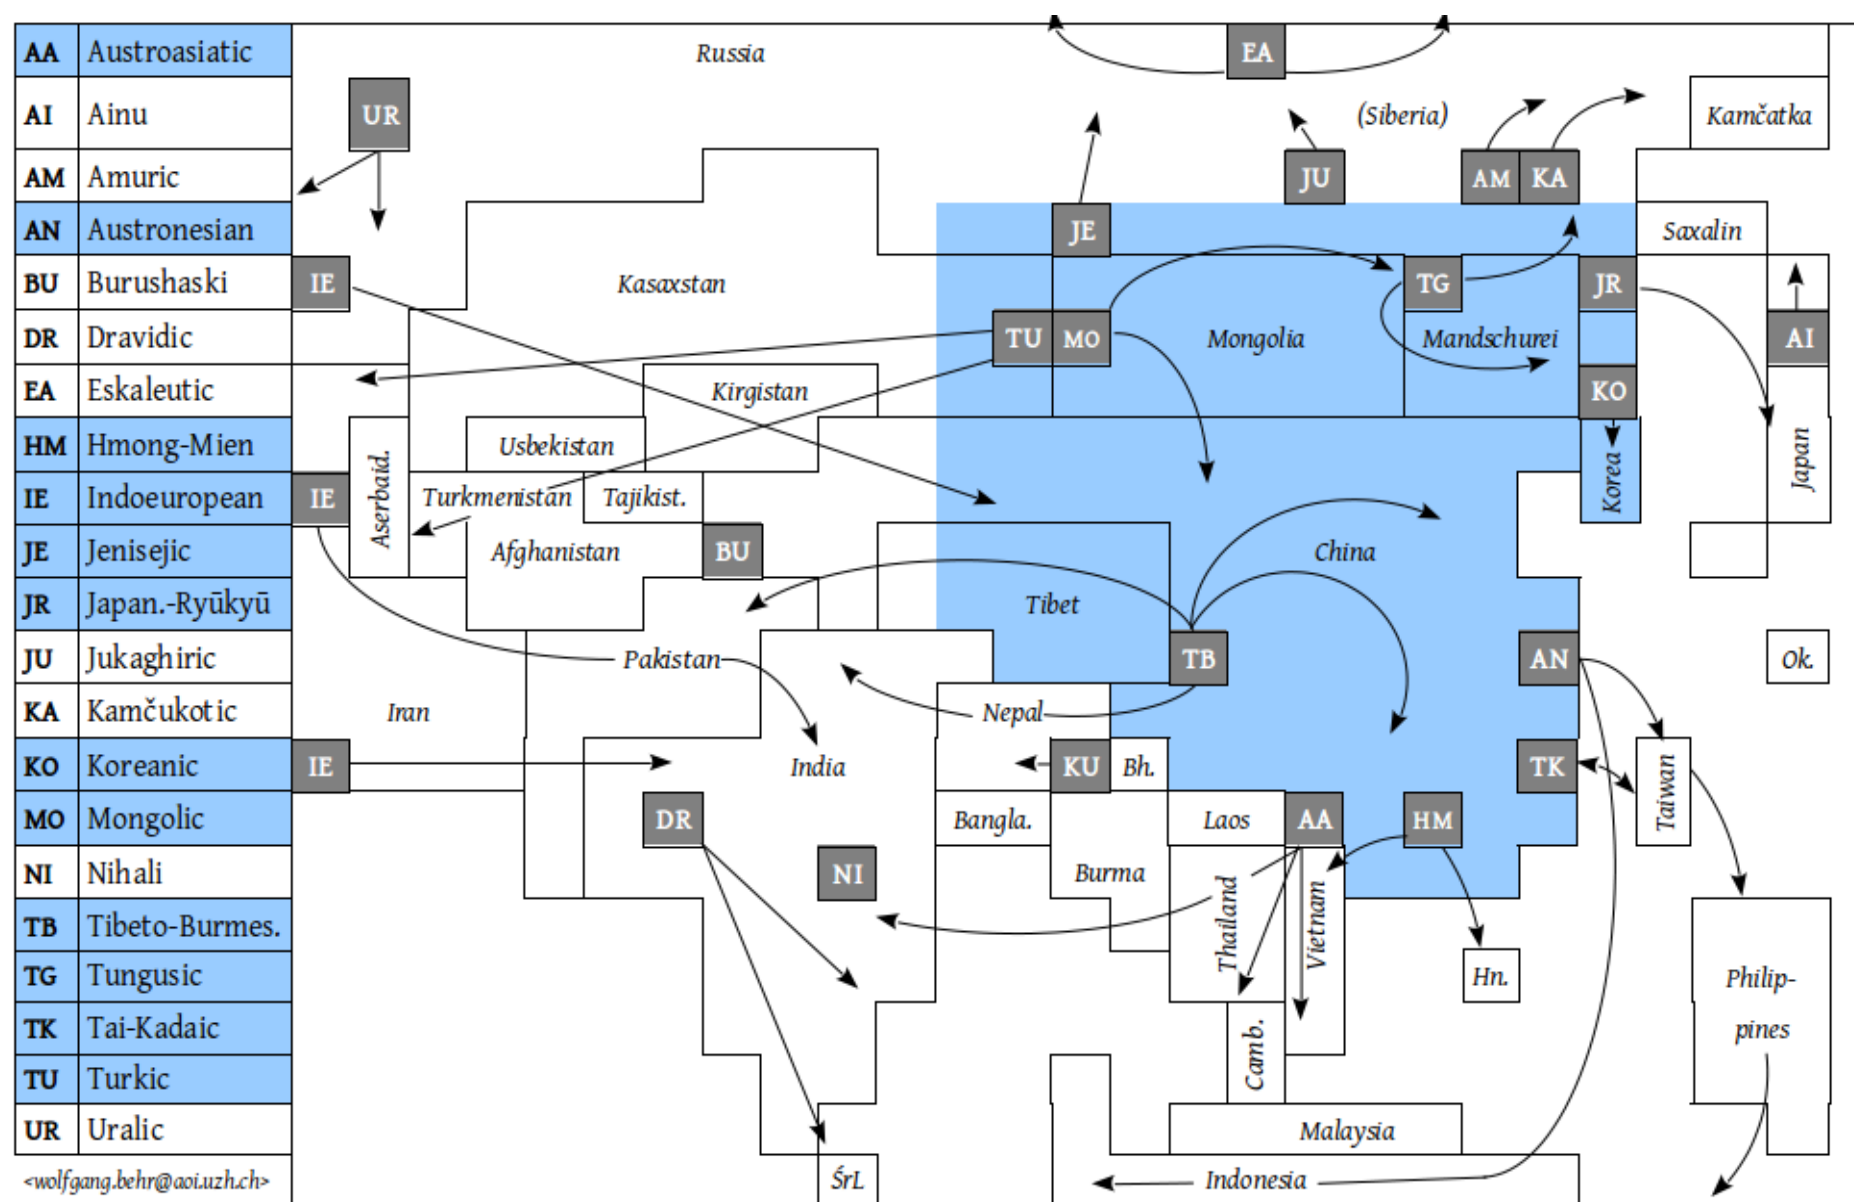 AA Austroasiatic
AI Ainu
AM Amuric
AN Austronesian
BU Burushaski
DR Dravidic
EA Eskaleutic
HM Hmong-Mien
IE Indoeuropean
JE Jenisejic
JR Japan.-Ryūkyū
JU Jukaghiric
KA Kamčukotic
KO Koreanic
MO Mongolic
NI Nihali
TB Tibeto-Burmes.
TG Tungusic
TK Tai-Kadaic
TU Turkic
UR Uralic
<wolfgang.behr@aoi.uzh.ch>
Russia
EA
UR
(Siberia)
Kamčatka
JU
AM KA
JE
Saxalin
IE
Kasaxstan
TG
JR
TU MO
Mongolia
Mandschurei
AI
Kirgistan
KO
Usbekistan
Aserbaid.
Korea
Japan
IE
Turkmenistan
Tajikist.
Afghanistan
BU
China
Tibet
Pakistan
TB
AN
Ok.
Iran
Nepal
IE
India
KU
Bh.
TK
Taiwan
DR
Bangla.
Laos
AA
HM
NI
Burma
Thailand
Vietnam
Hn.
Philip-
pines
Camb.
Malaysia
ŚrL
Indonesia